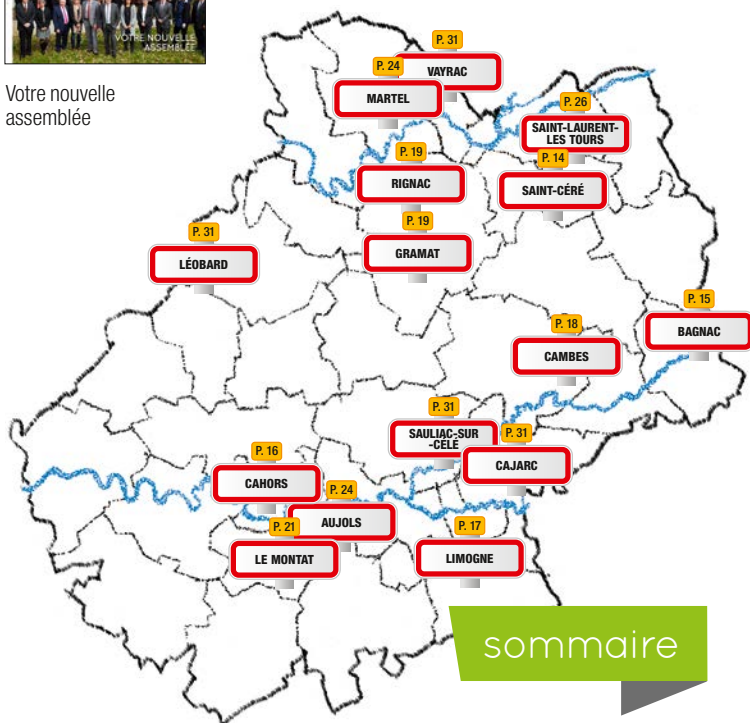 VOTRE NOUVELLE
ASSEMBLÉE
Votre nouvelle
assemblée
P. 31
VAYRAC
P. 24
MARTEL
P. 26
SAINT-LAURENT-
LES TOURS
P. 19
RIGNAC
P. 14
SAINT-CÉRÉ
P. 19
GRAMAT
P. 31
LÉOBARD
P. 15
BAGNAC
P. 18
CAMBES
P. 31
SAULIAC-SUR
-CÉLÉ
P. 31
CAJARC
P. 16
CAHORS
P. 24
AUJOLS
P. 21
LE MONTAT
P. 17
LIMOGNE
sommaire